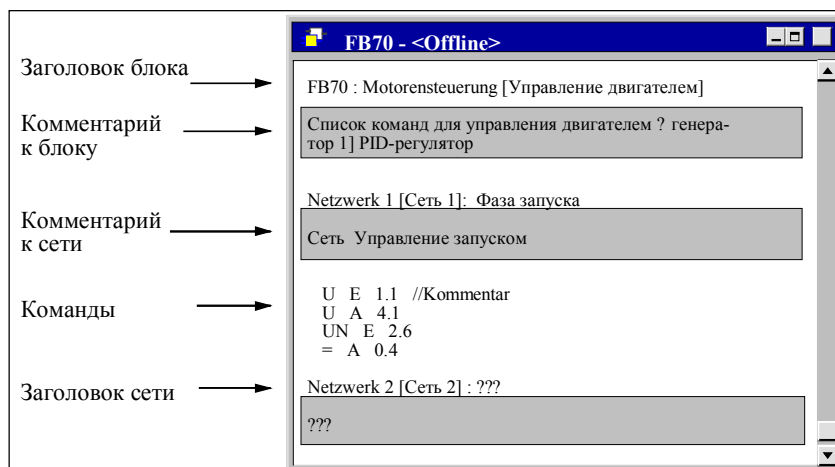 FB70 - <Offline>
Заголовок блока
FB70 : Motorensteuerung [Управление двигателем]
Комментарий
к блоку
Список команд для управления двигателем ? генера-
тор 1] PID-регулятор
Netzwerk 1 [Сеть 1]: Фаза запуска
Комментарий
к сети
Сеть Управление запуском
Команды
U E 1.1 //Kommentar
U A 4.1
UN E 2.6
= A 0.4
Заголовок сети
Netzwerk 2 [Сеть 2] : ???
???